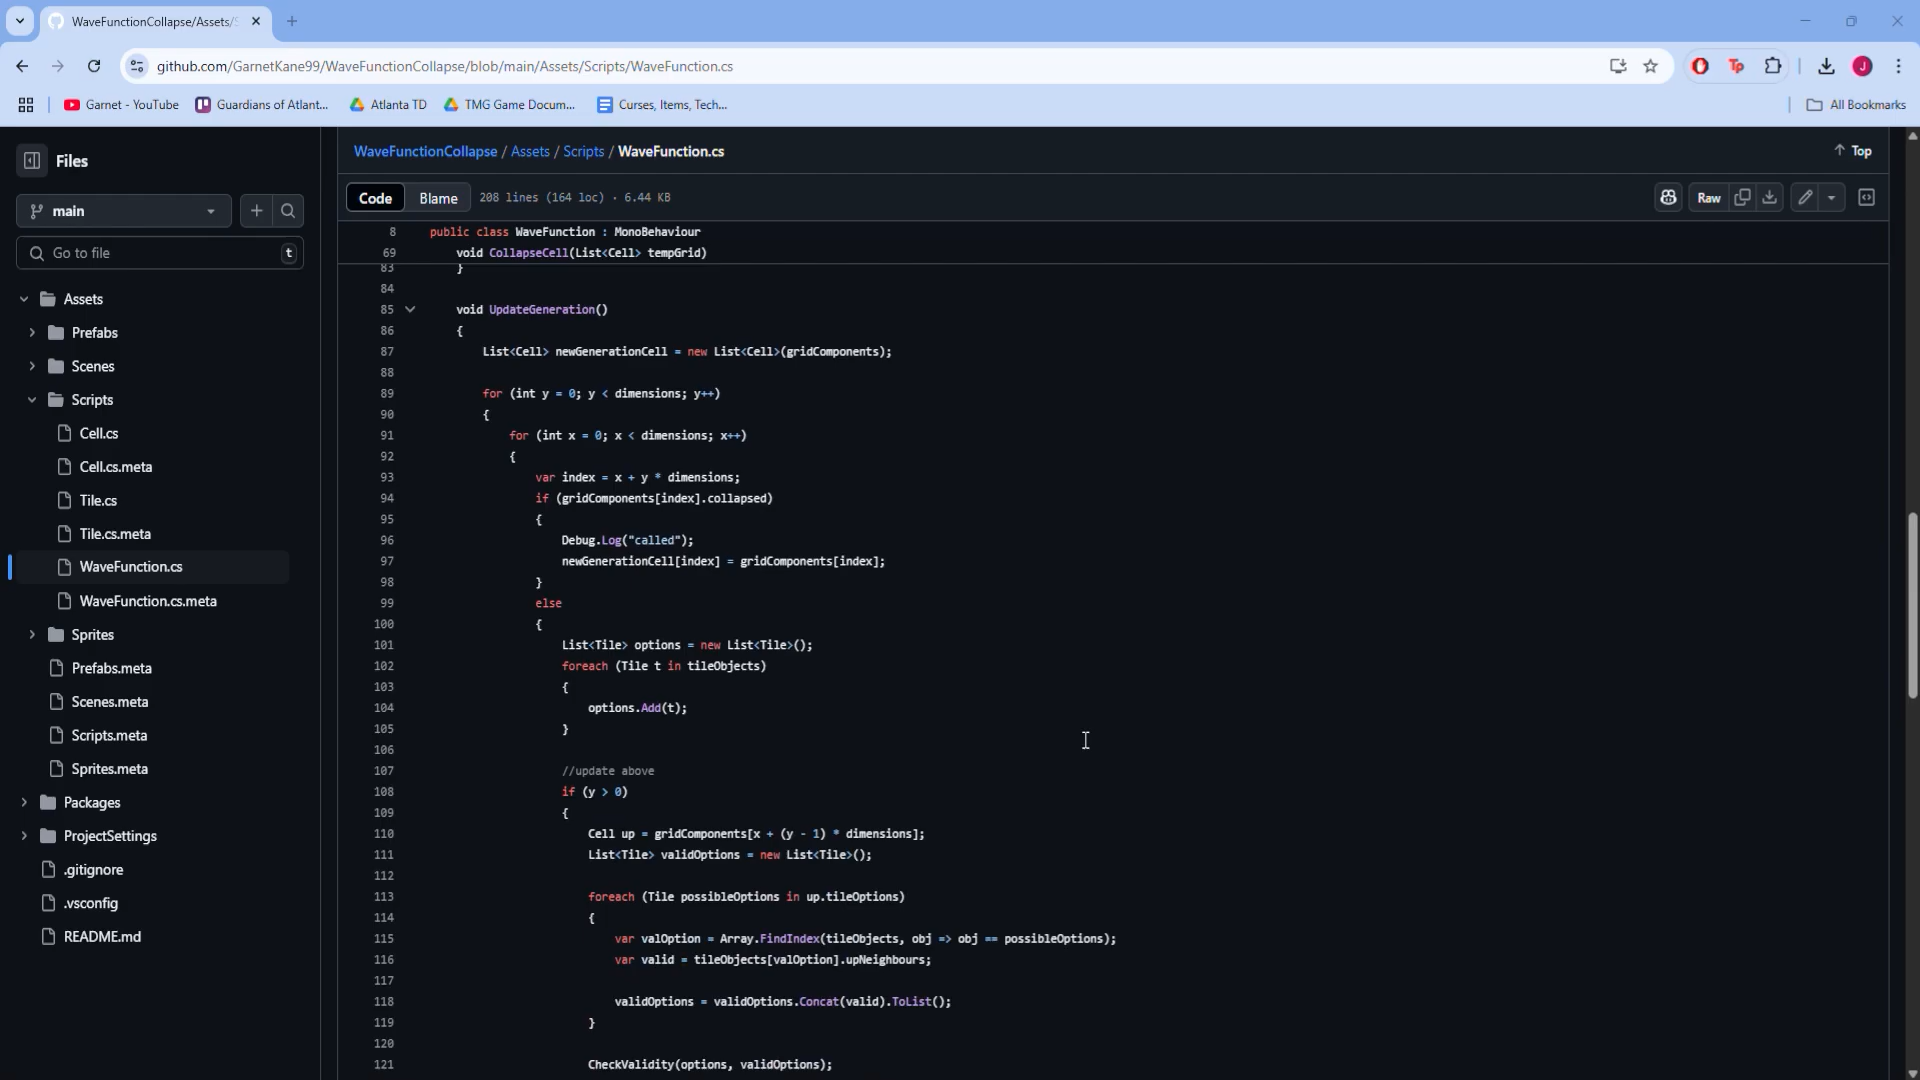 WaveFunctionCollapse/Assets/S
github.com/GarnetKane99/WaveFunctionCollapse/blob/main/Assets/Scripts/WaveFunction.cs
Tp
J
Garnet - YouTube
Guardians of Atlant...
Atlanta TD
TMG Game Docum...
Curses, Items, Tech...
All Bookmarks
Files
main
Go to file
t
Assets
Prefabs
Scenes
Scripts
Cell.cs
Cell.cs.meta
Tile.cs
Tile.cs.meta
WaveFunction.cs
WaveFunction.cs.meta
Sprites
Prefabs.meta
Scenes.meta
Scripts.meta
Sprites.meta
Packages
ProjectSettings
.gitignore
.vsconfig
README.md
WaveFunctionCollapse / Assets / Scripts / WaveFunction.cs
Top
Code Blame 208 lines (164 loc) · 6.44 KB
Raw
8 public class WaveFunction : MonoBehaviour
69 void CollapseCell(List<Cell> tempGrid)
83 }
84
85 void UpdateGeneration()
86 {
87 List<Cell> newGenerationCell = new List<Cell>(gridComponents);
88
89 for (int y = 0; y < dimensions; y++)
90 {
91 for (int x = 0; x < dimensions; x++)
92 {
93 var index = x + y * dimensions;
94 if (gridComponents[index].collapsed)
95 {
96 Debug.Log("called");
97 newGenerationCell[index] = gridComponents[index];
98 }
99 else
100 {
101 List<Tile> options = new List<Tile>();
102 foreach (Tile t in tileObjects)
103 {
104 options.Add(t);
105 }
106
107 //update above
108 if (y > 0)
109 {
110 Cell up = gridComponents[x + (y - 1) * dimensions];
111 List<Tile> validOptions = new List<Tile>();
112
113 foreach (Tile possibleOptions in up.tileOptions)
114 {
115 var valOption = Array.FindIndex(tileObjects, obj => obj == possibleOptions);
116 var valid = tileObjects[valOption].upNeighbours;
117
118 validOptions = validOptions.Concat(valid).ToList();
119 }
120
121 CheckValidity(options, validOptions);